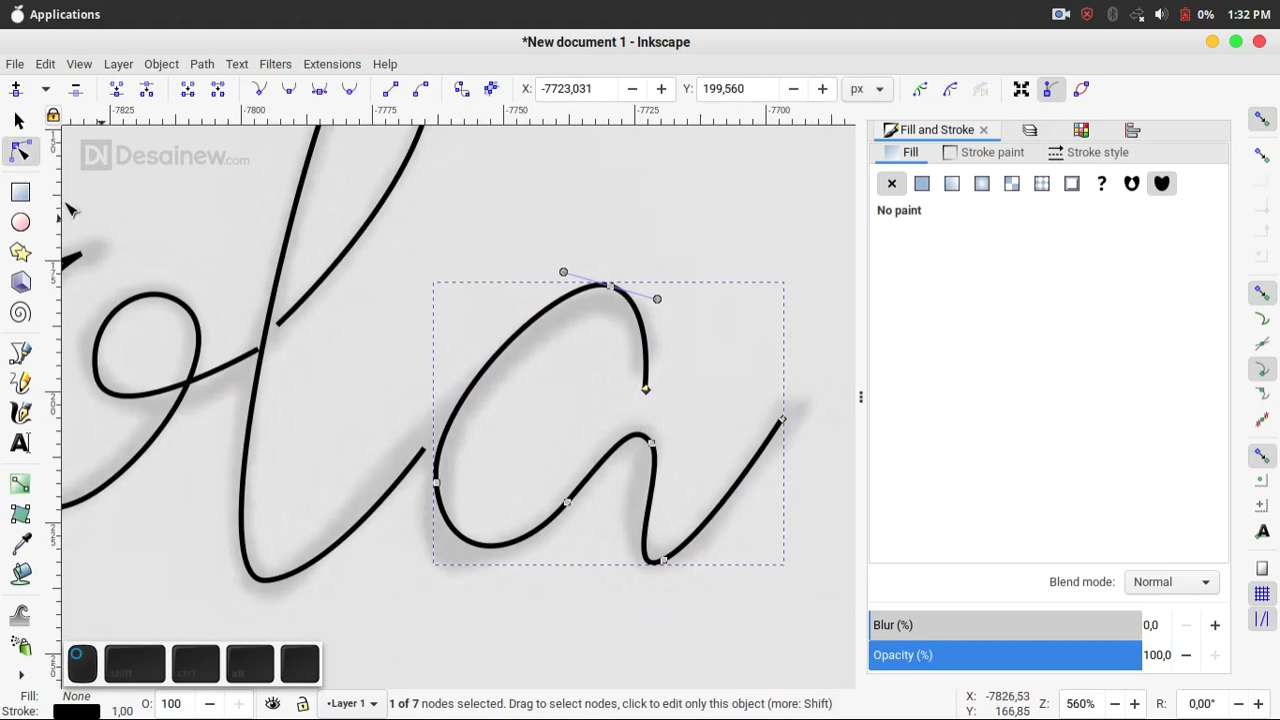 Applications
0% 1:32 PM
*New document 1 - Inkscape
File Edit View Layer Object Path Text Filters Extensions Help
X: -7723,031 Y: 199,560 px
-7825 -7800 -7775 -7750 -7725 -7700
Fill and Stroke
Desainew.com
Fill Stroke paint Stroke style
No paint
Blend mode: Normal
Blur (%) 0,0
Opacity (%) 100,0
shift ctrl alt
Fill: None
Stroke: 1,00
O: 100
Layer 1
1 of 7 nodes selected. Drag to select nodes, click to edit only this object (more: Shift)
X: -7826,53
Y: 166,85
Z: 560%
R: 0,00°